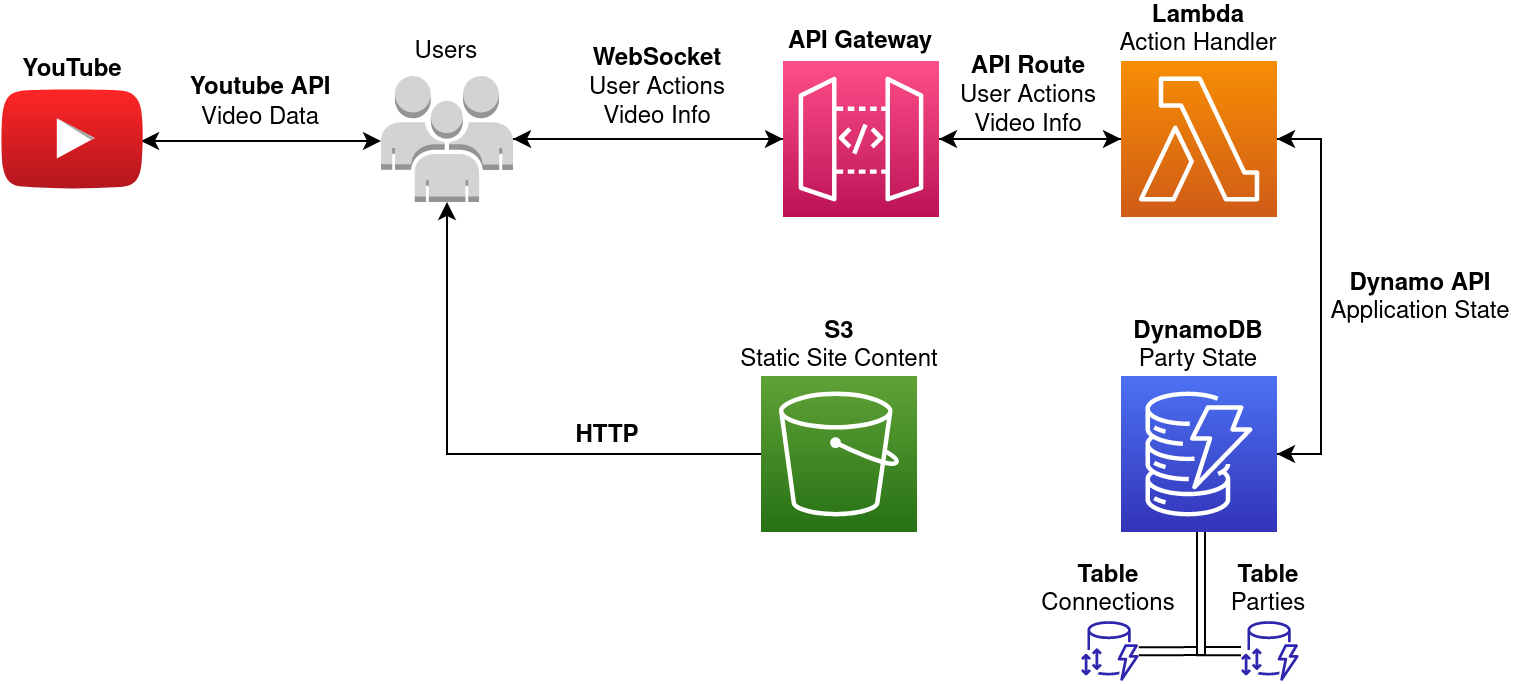 YouTube
Youtube API
Video Data
Users
WebSocket
User Actions
Video Info
API Gateway
API Route
User Actions
Video Info
Lambda
Action Handler
Dynamo API
Application State
S3
Static Site Content
HTTP
DynamoDB
Party State
Table
Connections
Table
Parties